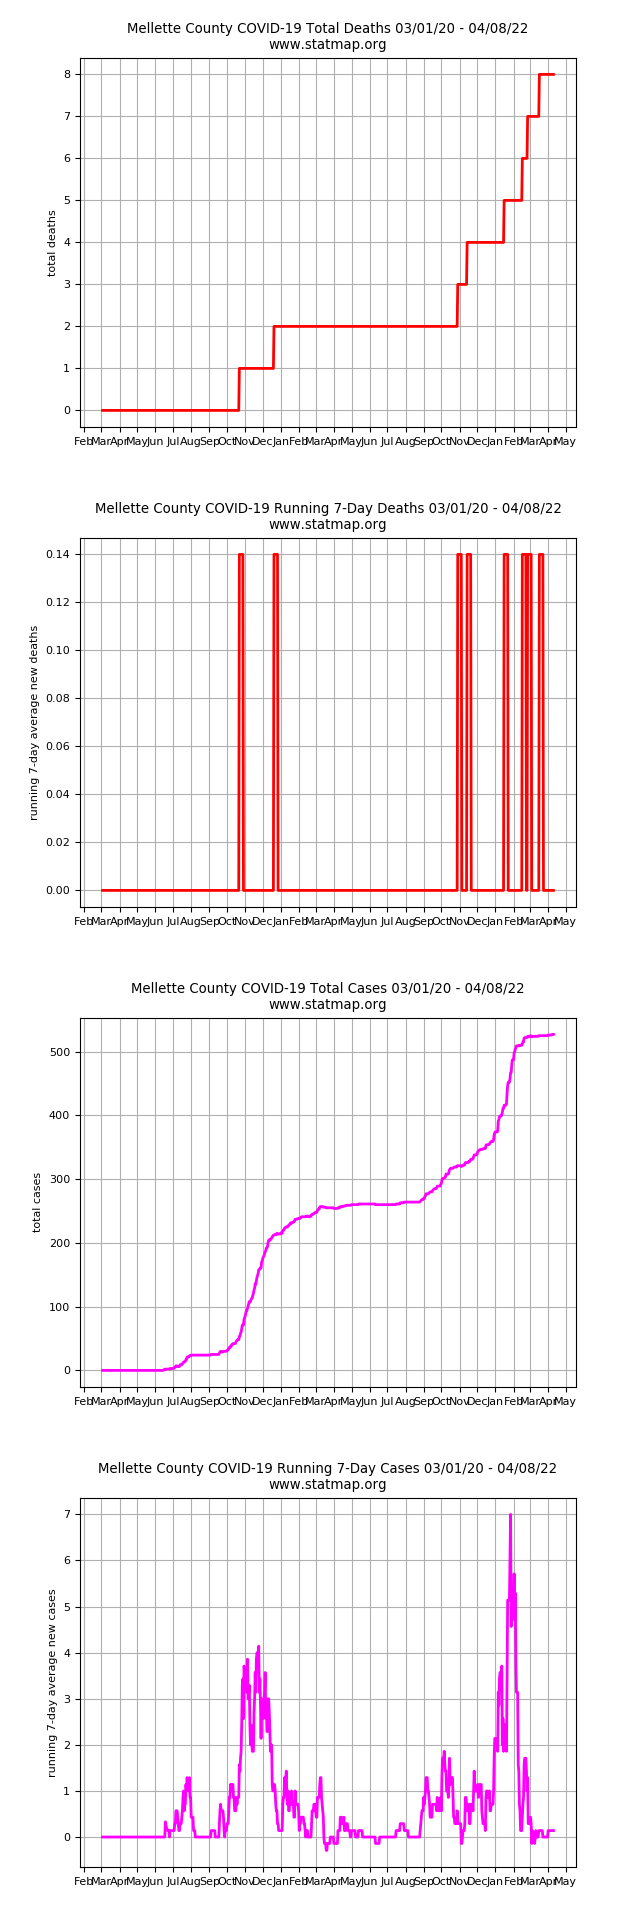 Mellette County COVID-19 Total Deaths 03/01/20 - 04/08/22
www.statmap.org
8
7
6
5
4
3
2
1
0
total deaths
Feb Mar Apr May Jun Jul Aug Sep Oct Nov Dec Jan Feb Mar Apr May Jun Jul Aug Sep Oct Nov Dec Jan Feb Mar Apr May
Mellette County COVID-19 Running 7-Day Deaths 03/01/20 - 04/08/22
www.statmap.org
0.14
0.12
0.10
0.08
0.06
0.04
0.02
0.00
running 7-day average new deaths
Feb Mar Apr May Jun Jul Aug Sep Oct Nov Dec Jan Feb Mar Apr May Jun Jul Aug Sep Oct Nov Dec Jan Feb Mar Apr May
Mellette County COVID-19 Total Cases 03/01/20 - 04/08/22
www.statmap.org
500
400
300
200
100
0
total cases
Feb Mar Apr May Jun Jul Aug Sep Oct Nov Dec Jan Feb Mar Apr May Jun Jul Aug Sep Oct Nov Dec Jan Feb Mar Apr May
Mellette County COVID-19 Running 7-Day Cases 03/01/20 - 04/08/22
www.statmap.org
7
6
5
4
3
2
1
0
running 7-day average new cases
Feb Mar Apr May Jun Jul Aug Sep Oct Nov Dec Jan Feb Mar Apr May Jun Jul Aug Sep Oct Nov Dec Jan Feb Mar Apr May